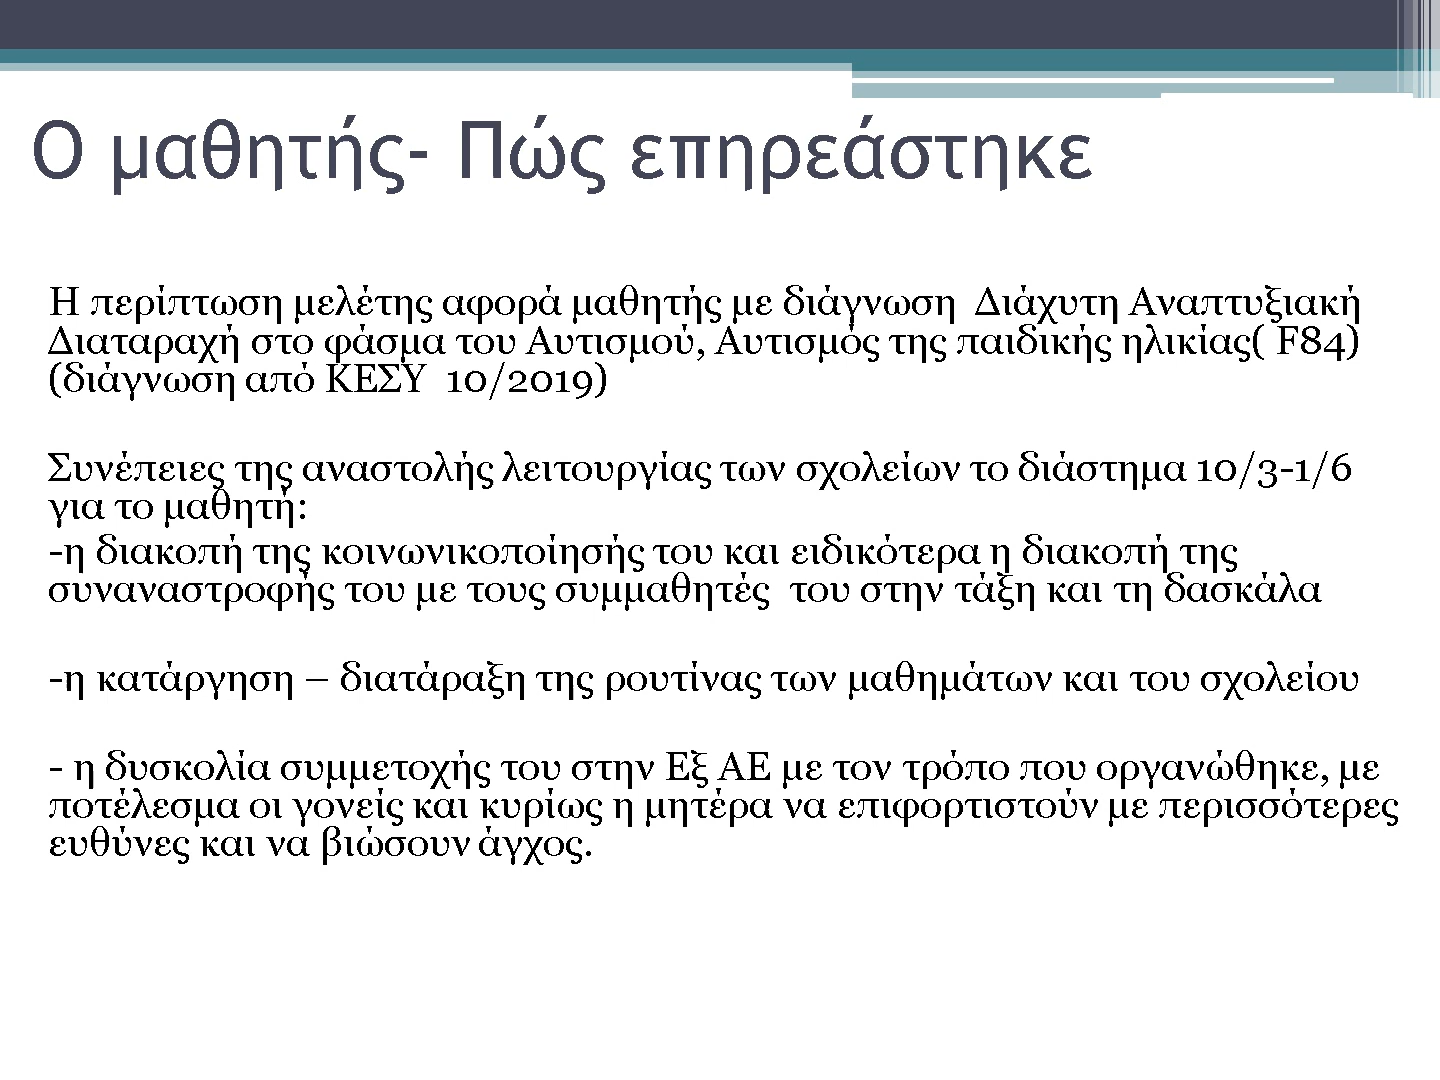 Ο μαθητής- Πώς επηρεάστηκε
Η περίπτωση μελέτης αφορά μαθητής με διάγνωση Διάχυτη Αναπτυξιακή
Διαταραχή στο φάσμα του Αυτισμού, Αυτισμός της παιδικής ηλικίας( F84)
(διάγνωση από ΚΕΣΥ 10/2019)
Συνέπειες της αναστολής λειτουργίας των σχολείων το διάστημα 10/3-1/6
για το μαθητή:
-η διακοπή της κοινωνικοποίησής του και ειδικότερα η διακοπή της
συναναστροφής του με τους συμμαθητές του στην τάξη και τη δασκάλα
-η κατάργηση – διατάραξη της ρουτίνας των μαθημάτων και του σχολείου
- η δυσκολία συμμετοχής του στην Εξ ΑΕ με τον τρόπο που οργανώθηκε, με
ποτέλεσμα οι γονείς και κυρίως η μητέρα να επιφορτιστούν με περισσότερες
ευθύνες και να βιώσουν άγχος.